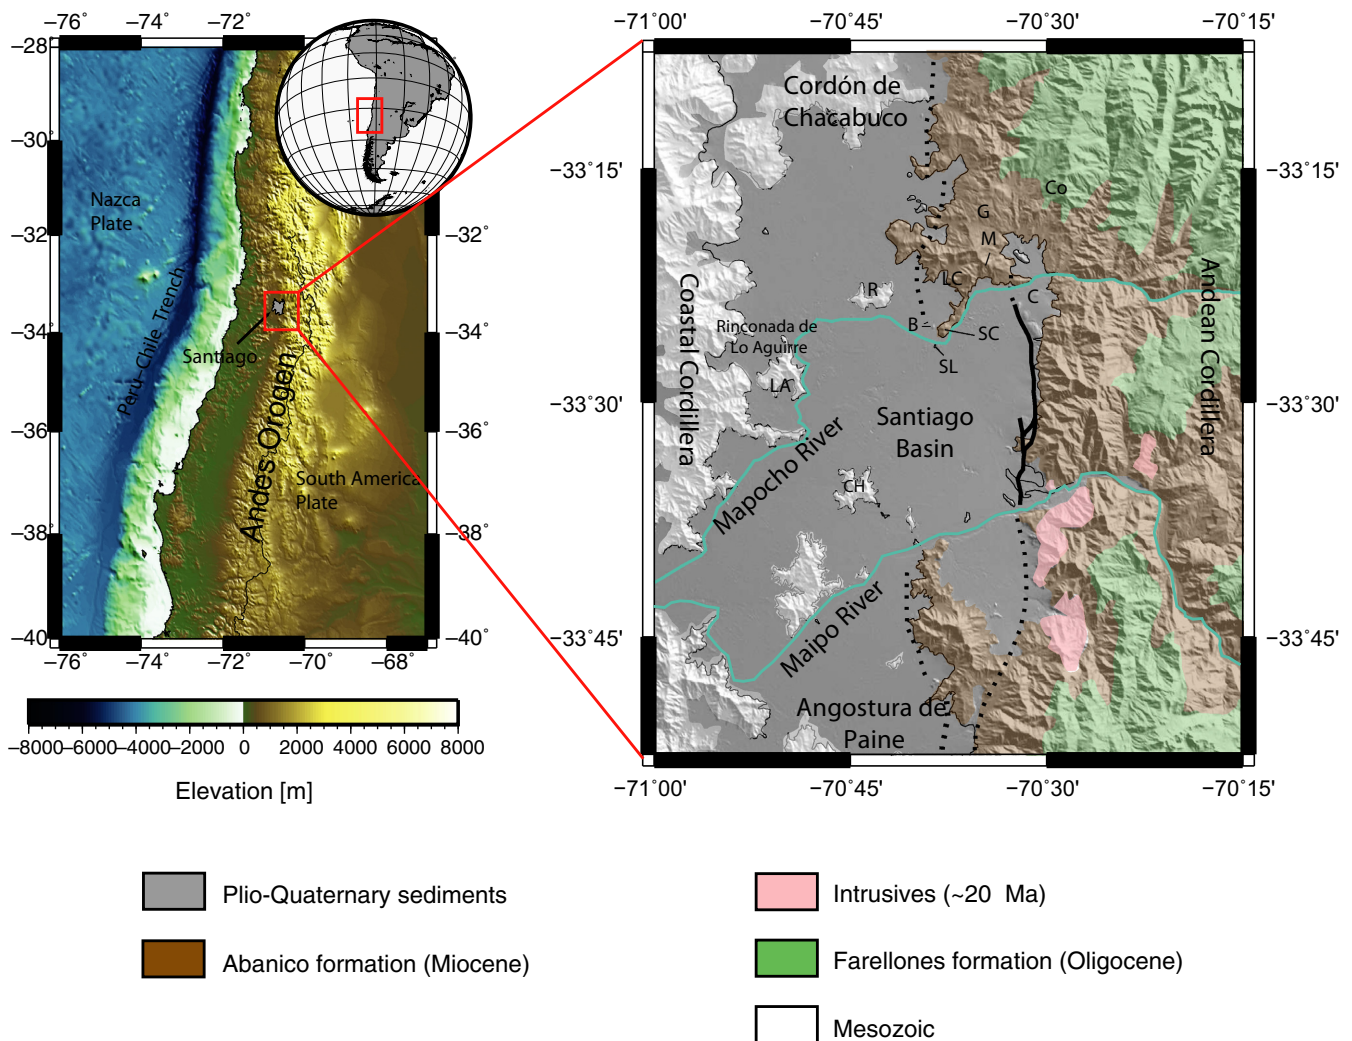 −76˚ −74˚ −72˚
−28˚
−30˚
−32˚
−34˚
−36˚
−38˚
−40˚
−32˚
−34˚
−36˚
−38˚
−40˚
−76˚ −74˚ −72˚ −70˚ −68˚
Nazca
Plate
Peru−Chile Trench
Santiago
Andes Orogen
South America
Plate
−8000 −6000 −4000 −2000 0 2000 4000 6000 8000
Elevation [m]
−71˚00' −70˚45' −70˚30' −70˚15'
−33˚15'
−33˚30'
−33˚45'
−33˚15'
−33˚30'
−33˚45'
−71˚00' −70˚45' −70˚30' −70˚15'
Cordón de
Chacabuco
Co
G
M
LC
C
R
B
SC
SL
Rinconada de
Lo Aguirre
LA
CH
Coastal Cordillera
Andean Cordillera
Santiago
Basin
Mapocho River
Maipo River
Angostura de
Paine
Plio-Quaternary sediments
Abanico formation (Miocene)
Intrusives (~20 Ma)
Farellones formation (Oligocene)
Mesozoic